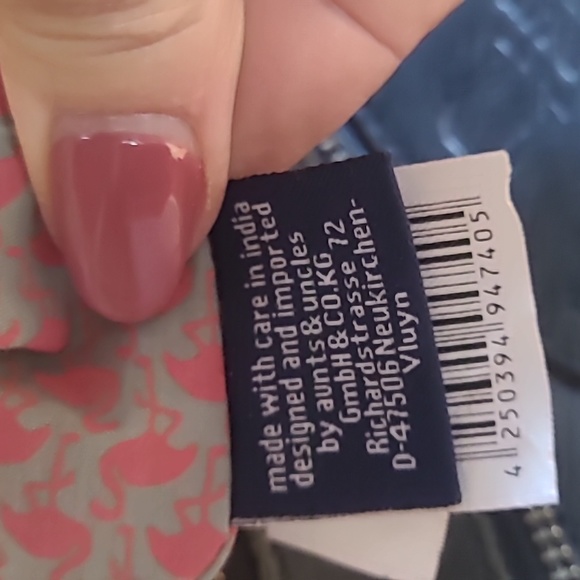 made with care in india
designed and imported
by aunts & uncles
GmbH & CO.KG
Richardstrasse 72
D-47506 Neukirchen-
Vluyn
4 250394 947405